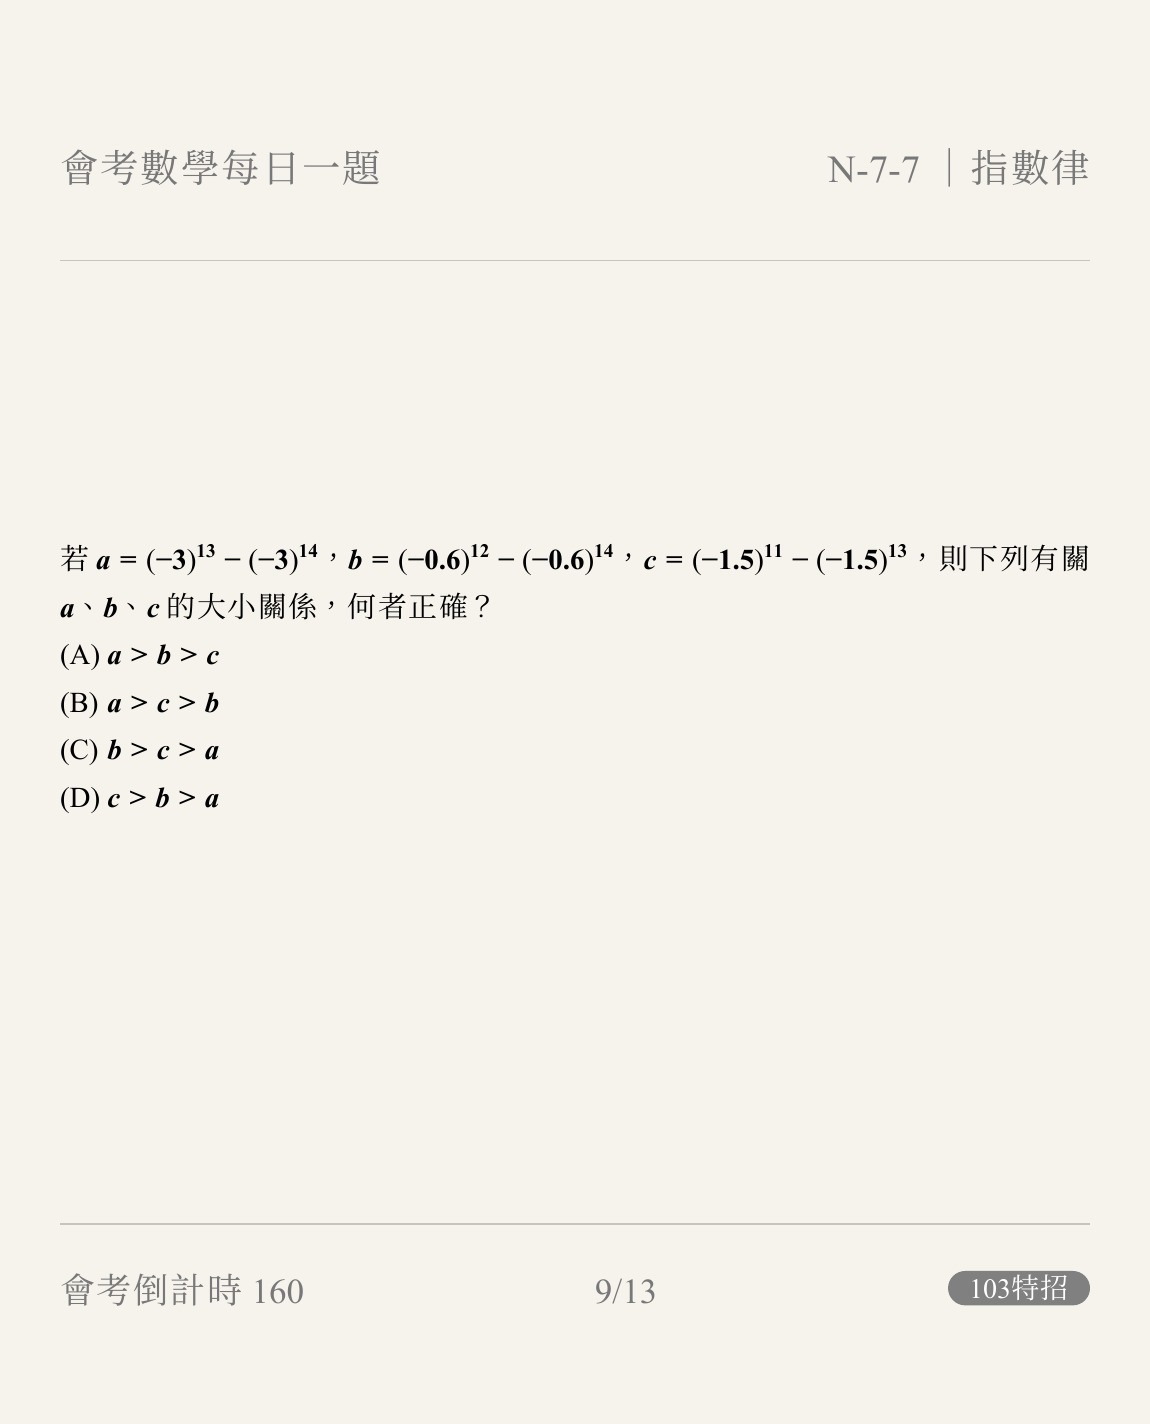 會考數學每日一題
N-7-7 ｜指數律
若 a = (−3)¹³ − (−3)¹⁴，b = (−0.6)¹² − (−0.6)¹⁴，c = (−1.5)¹¹ − (−1.5)¹³，則下列有關
a、b、c 的大小關係，何者正確？
(A) a > b > c
(B) a > c > b
(C) b > c > a
(D) c > b > a
會考倒計時 160
9/13
103特招